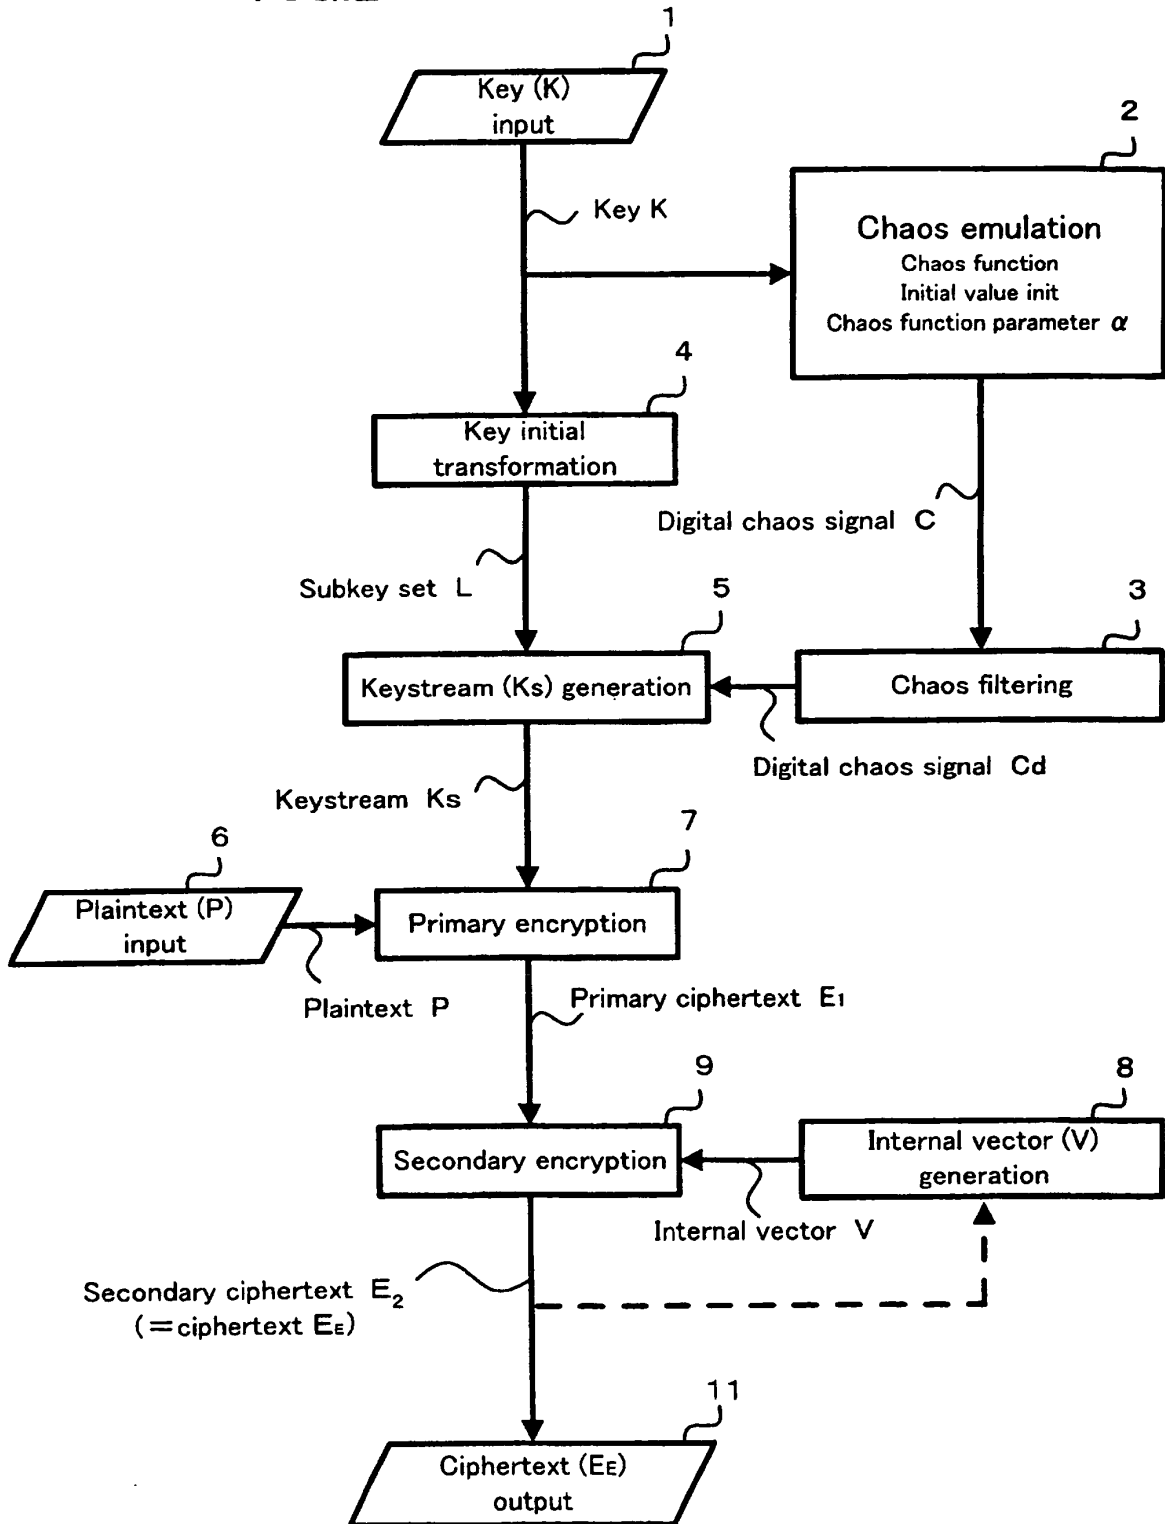 1
Key (K)
input
2
Key K
Chaos emulation
Chaos function
Initial value init
Chaos function parameter α
4
Key initial
transformation
Digital chaos signal C
Subkey set L
5
3
Keystream (Ks) generation
Chaos filtering
Digital chaos signal Cd
Keystream Ks
6
7
Plaintext (P)
input
Primary encryption
Plaintext P
Primary ciphertext E1
9
8
Secondary encryption
Internal vector (V)
generation
Internal vector V
Secondary ciphertext E2
(=ciphertext EE)
11
Ciphertext (EE)
output